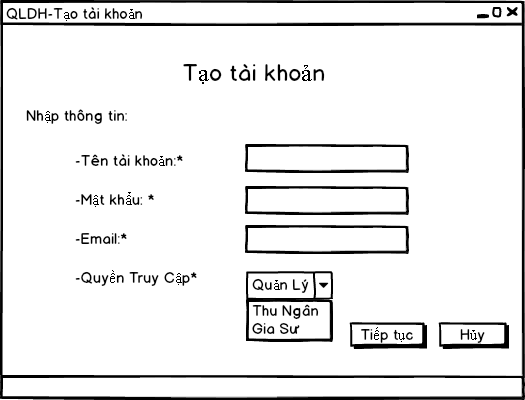 QLDH-Tạo tài khoản
Tạo tài khoản
Nhập thông tin:
-Tên tài khoản:*
-Mật khẩu: *
-Email:*
-Quyền Truy Cập*
Quản Lý
Thu Ngân
Gia Sư
Tiếp tục
Hủy